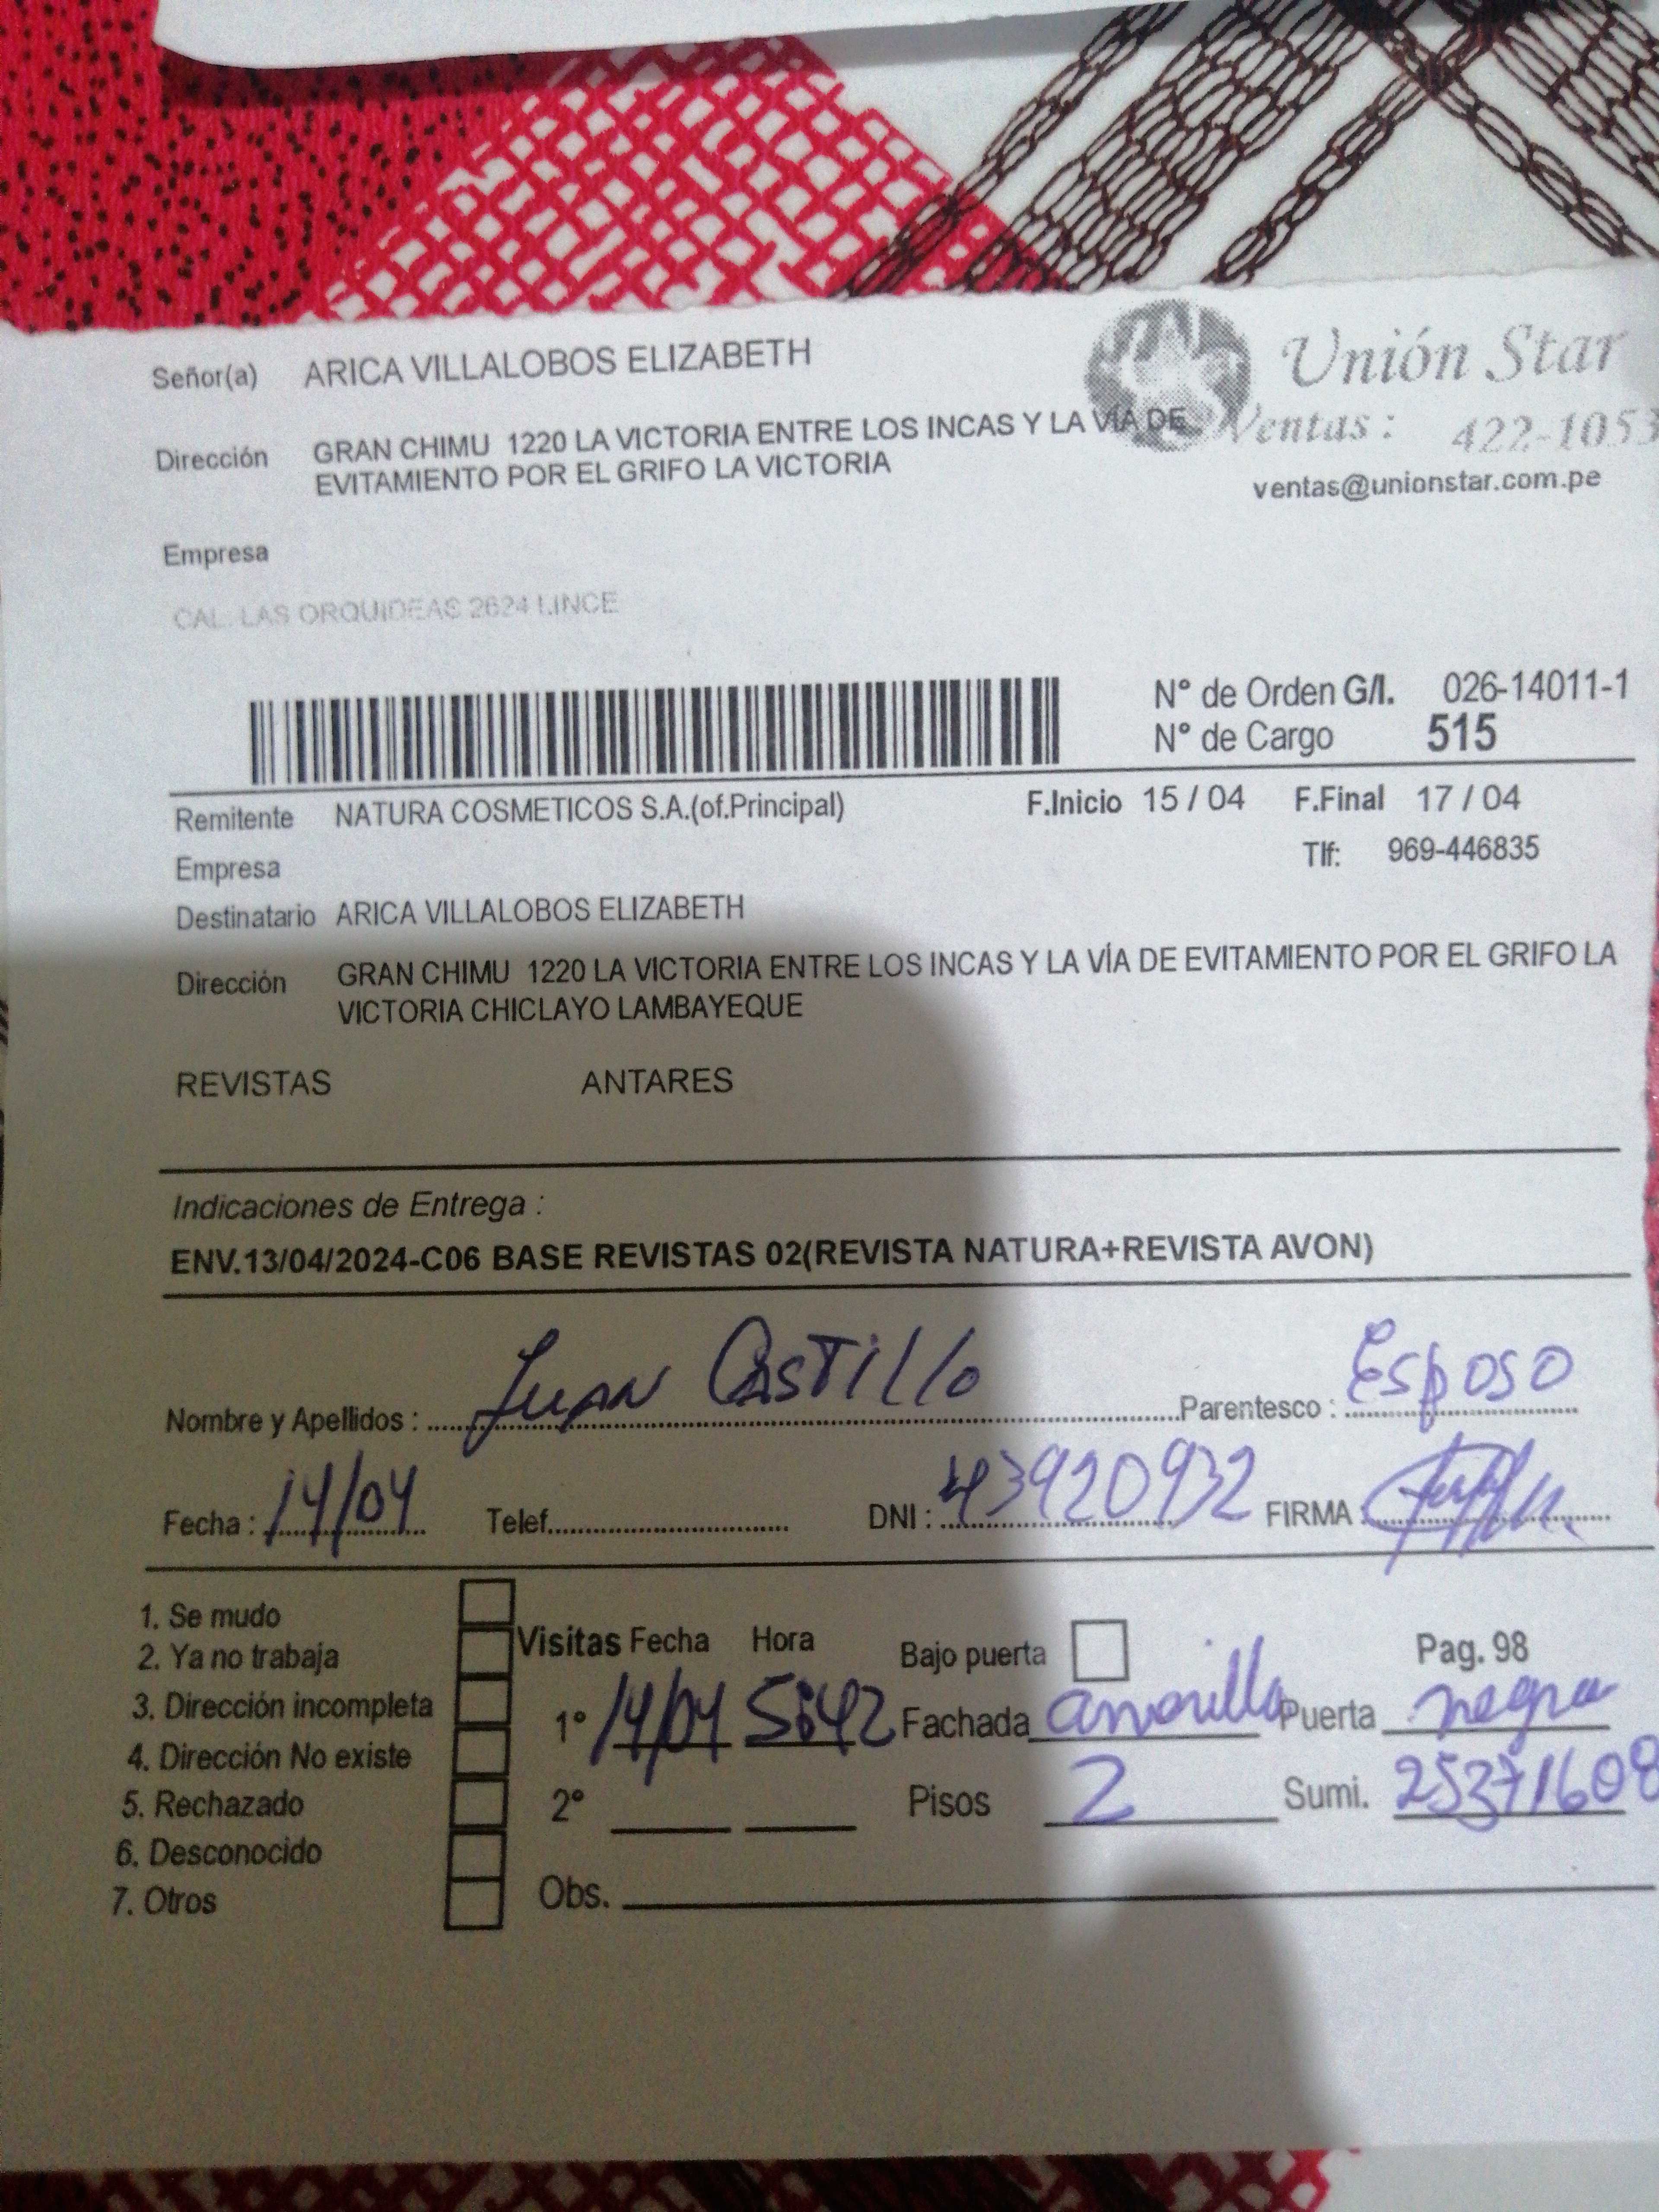 Señor(a) ARICA VILLALOBOS ELIZABETH
Unión Star
Ventas : 422-1053
ventas@unionstar.com.pe
Dirección GRAN CHIMU 1220 LA VICTORIA ENTRE LOS INCAS Y LA VÍA DE
EVITAMIENTO POR EL GRIFO LA VICTORIA
Empresa
CAL. LAS ORQUIDEAS 2624 LINCE
N° de Orden G/I. 026-14011-1
N° de Cargo 515
Remitente NATURA COSMETICOS S.A.(of.Principal) F.Inicio 15 / 04 F.Final 17 / 04
Empresa Tlf: 969-446835
Destinatario ARICA VILLALOBOS ELIZABETH
Dirección GRAN CHIMU 1220 LA VICTORIA ENTRE LOS INCAS Y LA VÍA DE EVITAMIENTO POR EL GRIFO LA
VICTORIA CHICLAYO LAMBAYEQUE
REVISTAS ANTARES
Indicaciones de Entrega :
ENV.13/04/2024-C06 BASE REVISTAS 02(REVISTA NATURA+REVISTA AVON)
Nombre y Apellidos : Juan Castillo Parentesco : Esposo
Fecha : 14/04 Telef. DNI : 43920932 FIRMA :
1. Se mudo
2. Ya no trabaja
3. Dirección incompleta
4. Dirección No existe
5. Rechazado
6. Desconocido
7. Otros
Visitas Fecha Hora Bajo puerta Pag. 98
1° 14/04 5:42 Fachada amarilla Puerta negra
2° Pisos 2 Sumi. 25371608
Obs.